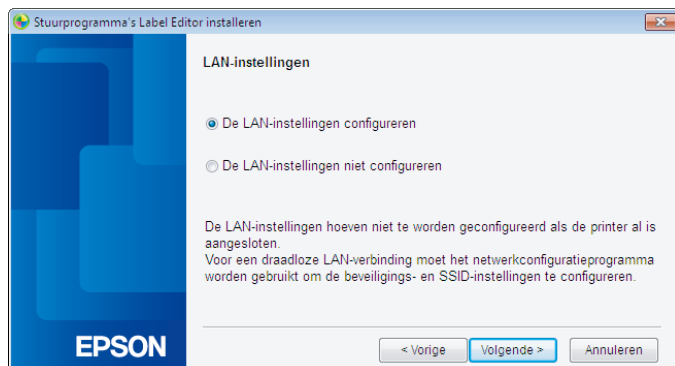 Stuurprogramma's Label Editor installeren
LAN-instellingen
De LAN-instellingen configureren
De LAN-instellingen niet configureren
De LAN-instellingen hoeven niet te worden geconfigureerd als de printer al is
aangesloten.
Voor een draadloze LAN-verbinding moet het netwerkconfiguratieprogramma
worden gebruikt om de beveiligings- en SSID-instellingen te configureren.
EPSON
< Vorige
Volgende >
Annuleren